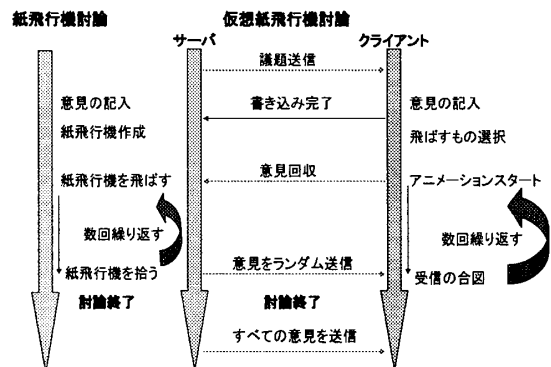 紙飛行機討論
仮想紙飛行機討論
サーバ
クライアント
議題送信
意見の記入
紙飛行機作成
書き込み完了
意見の記入
飛ばすもの選択
紙飛行機を飛ばす
意見回収
アニメーションスタート
数回繰り返す
数回繰り返す
紙飛行機を拾う
意見をランダム送信
受信の合図
討論終了
討論終了
すべての意見を送信